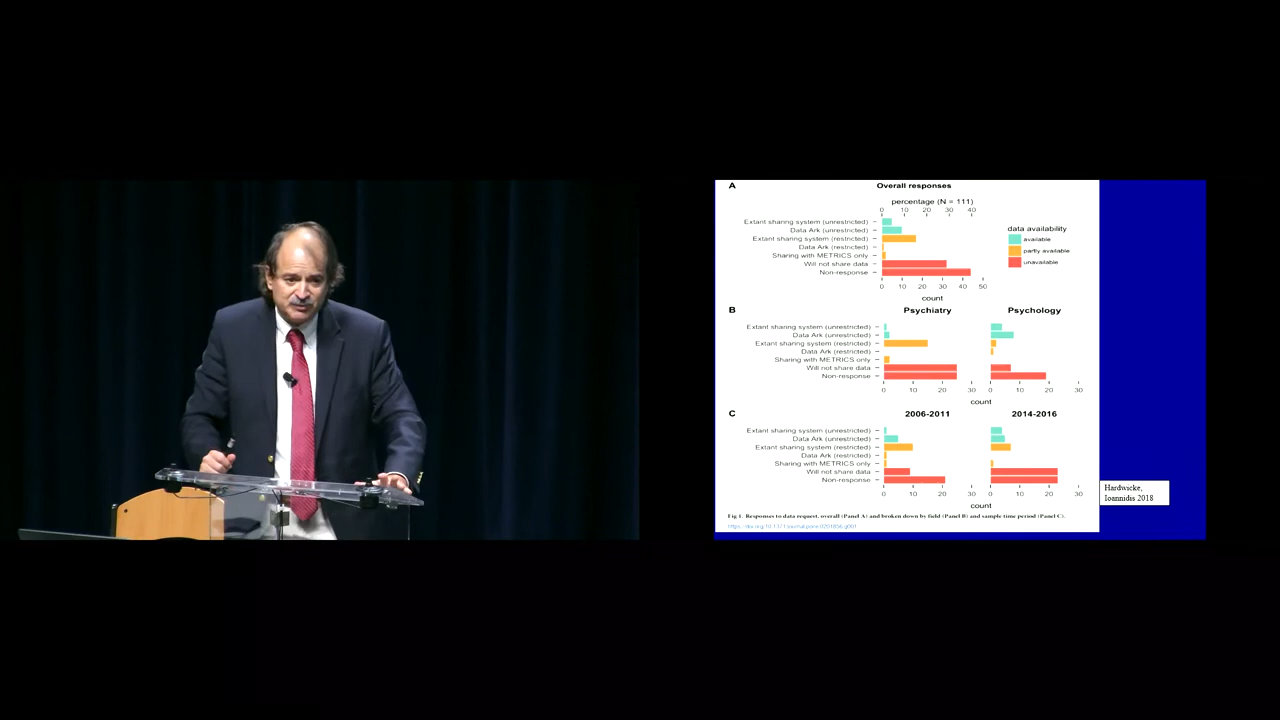 A
Overall responses
percentage (N = 111)
0 10 20 30 40
Extant sharing system (unrestricted)
Data Ark (unrestricted)
Extant sharing system (restricted)
Data Ark (restricted)
Sharing with METRICS only
Will not share data
Non-response
0 10 20 30 40 50
count
data availability
available
partly available
unavailable
B
Psychiatry
Psychology
Extant sharing system (unrestricted)
Data Ark (unrestricted)
Extant sharing system (restricted)
Data Ark (restricted)
Sharing with METRICS only
Will not share data
Non-response
0 10 20 30 0 10 20 30
count
C
2006-2011
2014-2016
Extant sharing system (unrestricted)
Data Ark (unrestricted)
Extant sharing system (restricted)
Data Ark (restricted)
Sharing with METRICS only
Will not share data
Non-response
0 10 20 30 0 10 20 30
count
Fig 1. Responses to data request, overall (Panel A) and broken down by field (Panel B) and sample time period (Panel C).
Hardwicke,
Ioannidis 2018